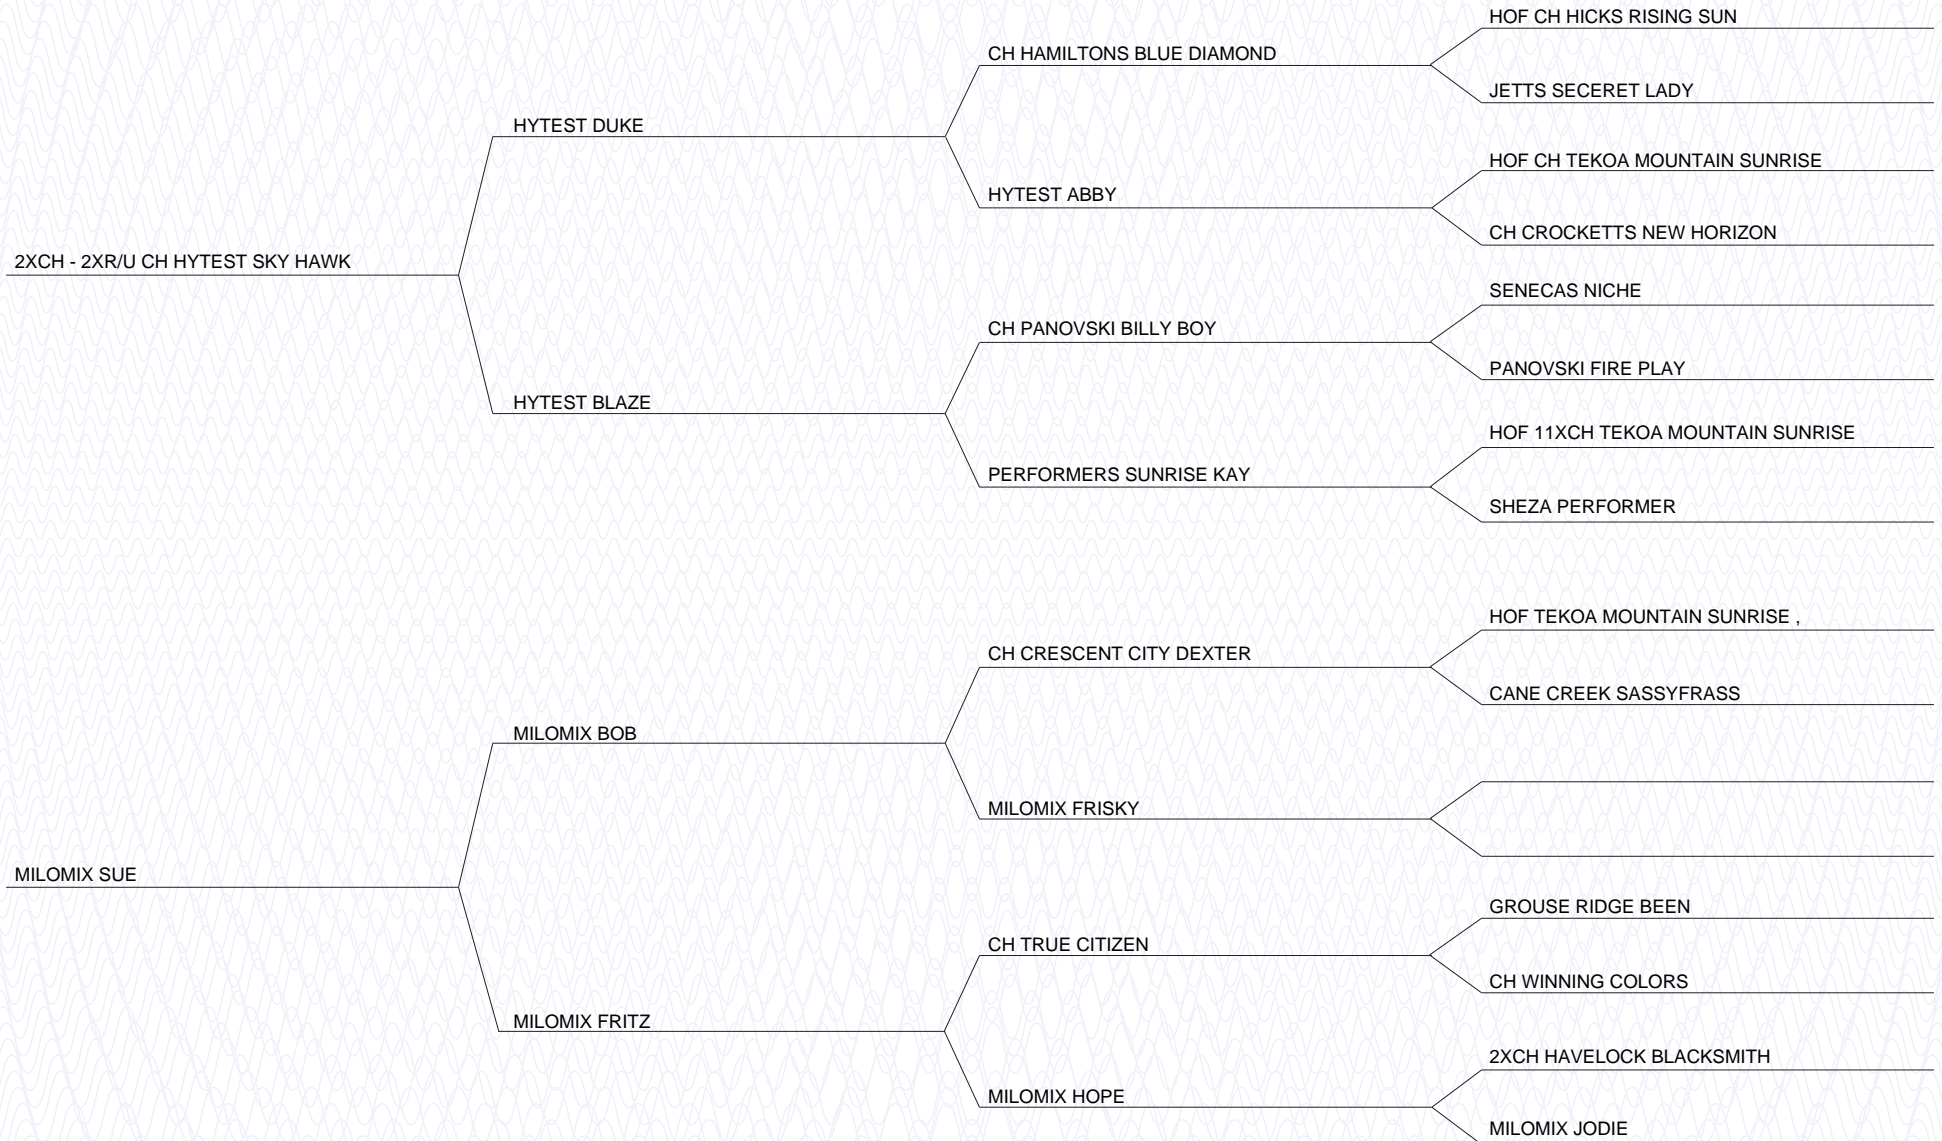 HOF CH HICKS RISING SUN
CH HAMILTONS BLUE DIAMOND
JETTS SECERET LADY
HYTEST DUKE
HOF CH TEKOA MOUNTAIN SUNRISE
HYTEST ABBY
CH CROCKETTS NEW HORIZON
2XCH - 2XR/U CH HYTEST SKY HAWK
SENECAS NICHE
CH PANOVSKI BILLY BOY
PANOVSKI FIRE PLAY
HYTEST BLAZE
HOF 11XCH TEKOA MOUNTAIN SUNRISE
PERFORMERS SUNRISE KAY
SHEZA PERFORMER
HOF TEKOA MOUNTAIN SUNRISE ,
CH CRESCENT CITY DEXTER
CANE CREEK SASSYFRASS
MILOMIX BOB
MILOMIX FRISKY
MILOMIX SUE
GROUSE RIDGE BEEN
CH TRUE CITIZEN
CH WINNING COLORS
MILOMIX FRITZ
2XCH HAVELOCK BLACKSMITH
MILOMIX HOPE
MILOMIX JODIE